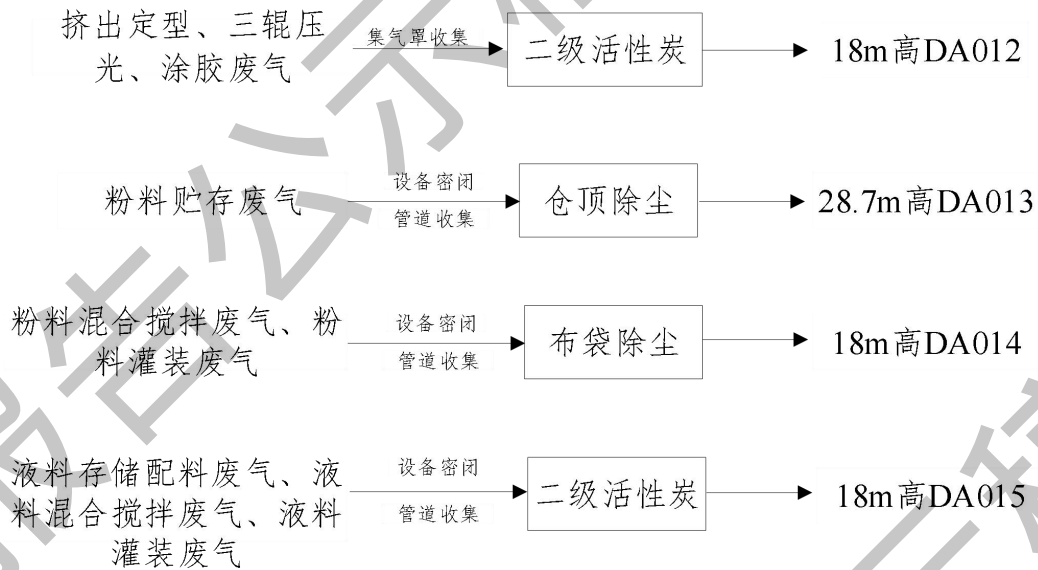 挤出定型、三辊压
光、涂胶废气
集气罩收集
二级活性炭
18m高DA012
粉料贮存废气
设备密闭
管道收集
仓顶除尘
28.7m高DA013
粉料混合搅拌废气、粉
料灌装废气
设备密闭
管道收集
布袋除尘
18m高DA014
液料存储配料废气、液
料混合搅拌废气、液料
灌装废气
设备密闭
管道收集
二级活性炭
18m高DA015